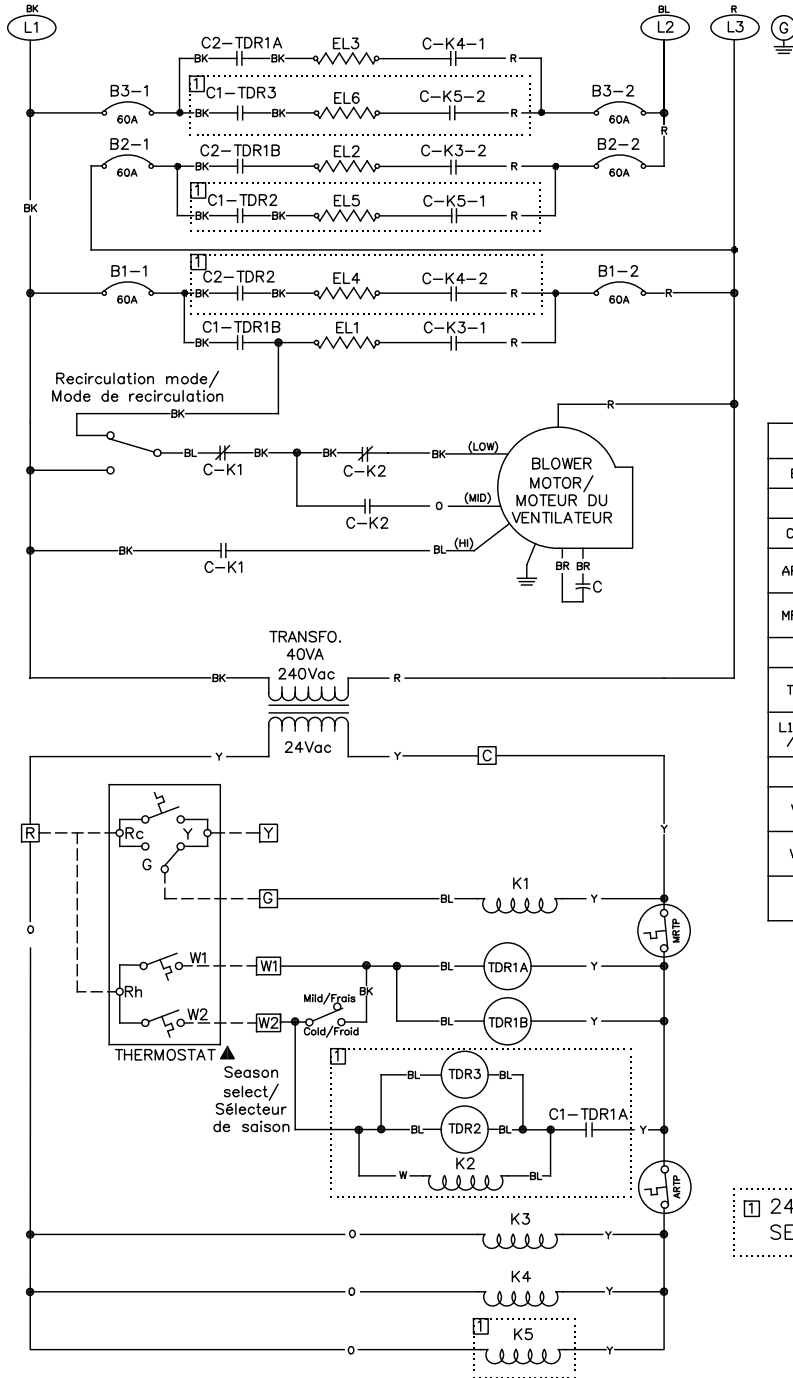 BK BL R
L1 L2 L3 G
C2-TDR1A EL3 C-K4-1
BK BK R
1
B3-1 C1-TDR3 EL6 C-K5-2 B3-2
60A BK BK R 60A
R
B2-1 C2-TDR1B EL2 C-K3-2 B2-2
60A BK BK R 60A
1
C1-TDR2 EL5 C-K5-1
BK BK BK R
1
B1-1 C2-TDR2 EL4 C-K4-2 B1-2
60A BK BK R 60A R
C1-TDR1B EL1 C-K3-1
BK R
Recirculation mode/
Mode de recirculation
BK R
BL BK BK BK (LOW)
C-K1 C-K2
BLOWER
MOTOR/
MOTEUR DU
VENTILATEUR
O (MID)
C-K2
BK BL (HI)
C-K1
BR BR
C
TRANSFO.
40VA
240Vac
BK R
24Vac
Y Y C
R Rc Y Y Y
G
G BL K1 Y
MRTP
O
W1 W1 BL TDR1A Y
Rh BK
W2 W2 Mild/Frais BL TDR1B Y
Cold/Froid
THERMOSTAT
Season
select/
Sélecteur
de saison
1
BL TDR3 BL
C1-TDR1A
BL TDR2 BL Y
K2
W BL
ARTP
K3
O Y
K4
O Y
1
K5
O Y
1 24
SE